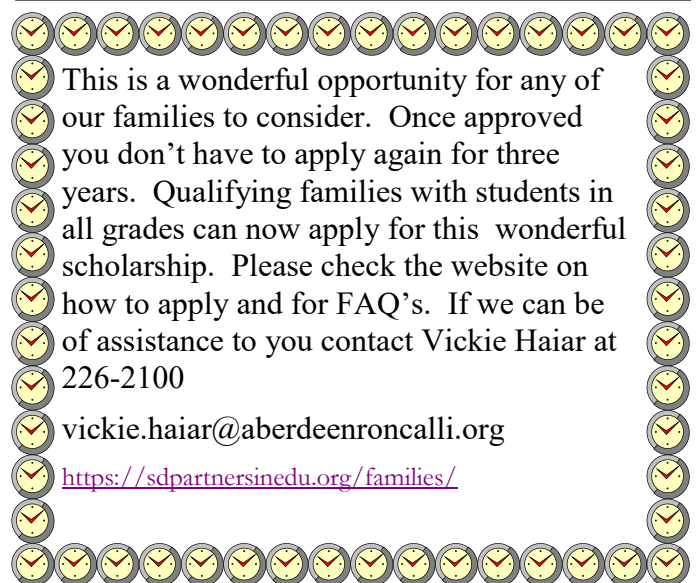 This is a wonderful opportunity for any of
our families to consider.  Once approved
you don’t have to apply again for three
years.  Qualifying families with students in
all grades can now apply for this  wonderful
scholarship.  Please check the website on
how to apply and for FAQ’s.  If we can be
of assistance to you contact Vickie Haiar at
226-2100
vickie.haiar@aberdeenroncalli.org
https://sdpartnersinedu.org/families/